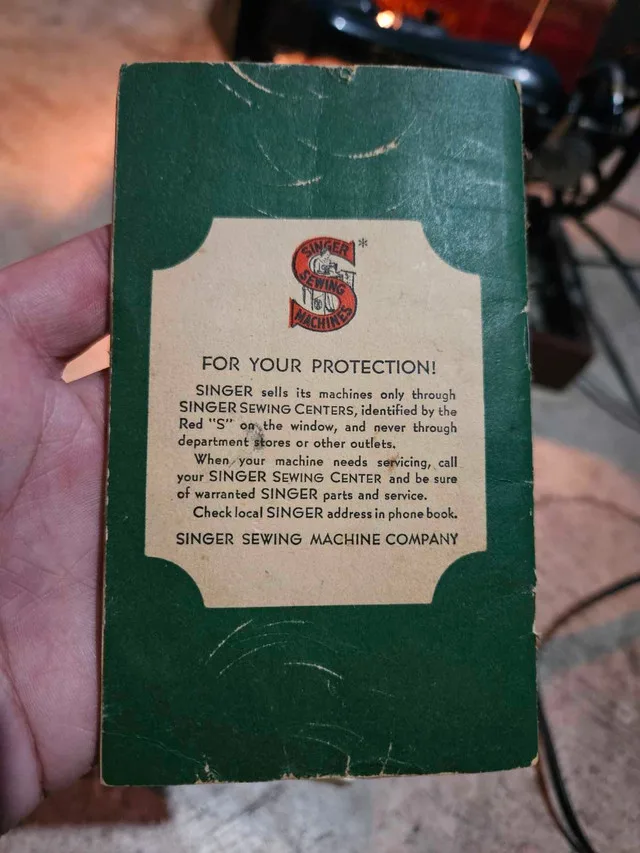 SINGER *
SEWING
MACHINES
FOR YOUR PROTECTION!
SINGER sells its machines only through
SINGER SEWING CENTERS, identified by the
Red "S" on the window, and never through
department stores or other outlets.
When your machine needs servicing, call
your SINGER SEWING CENTER and be sure
of warranted SINGER parts and service.
Check local SINGER address in phone book.
SINGER SEWING MACHINE COMPANY